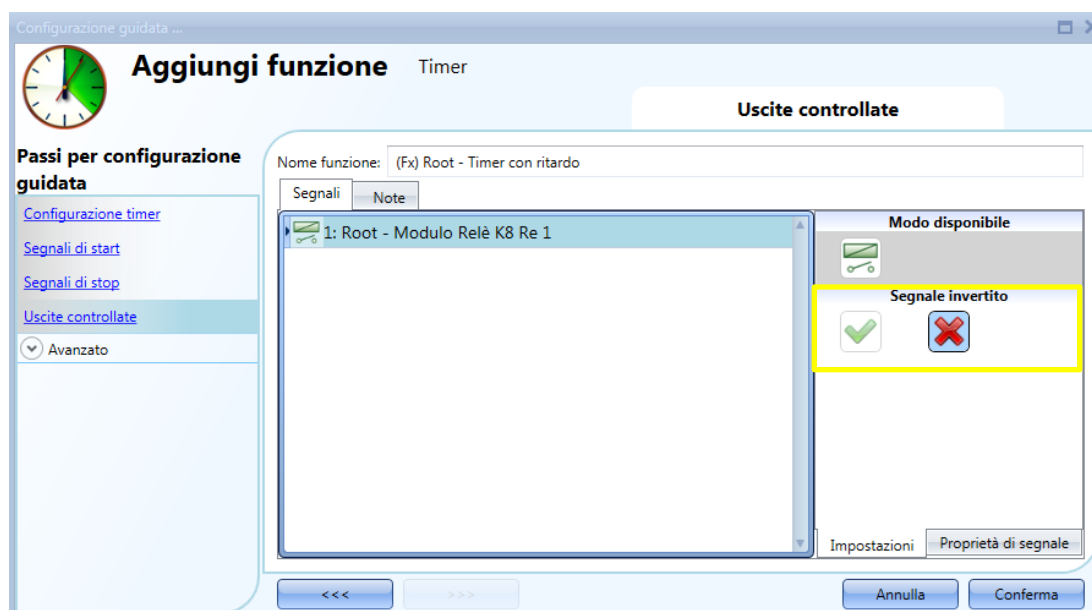 Configurazione guidata ...
Aggiungi funzione Timer
Uscite controllate
Passi per configurazione
guidata
Configurazione timer
Segnali di start
Segnali di stop
Uscite controllate
Avanzato
Nome funzione: (Fx) Root - Timer con ritardo
Segnali Note
1: Root - Modulo Relè K8 Re 1
Modo disponibile
Segnale invertito
Impostazioni Proprietà di segnale
<<< >>> Annulla Conferma